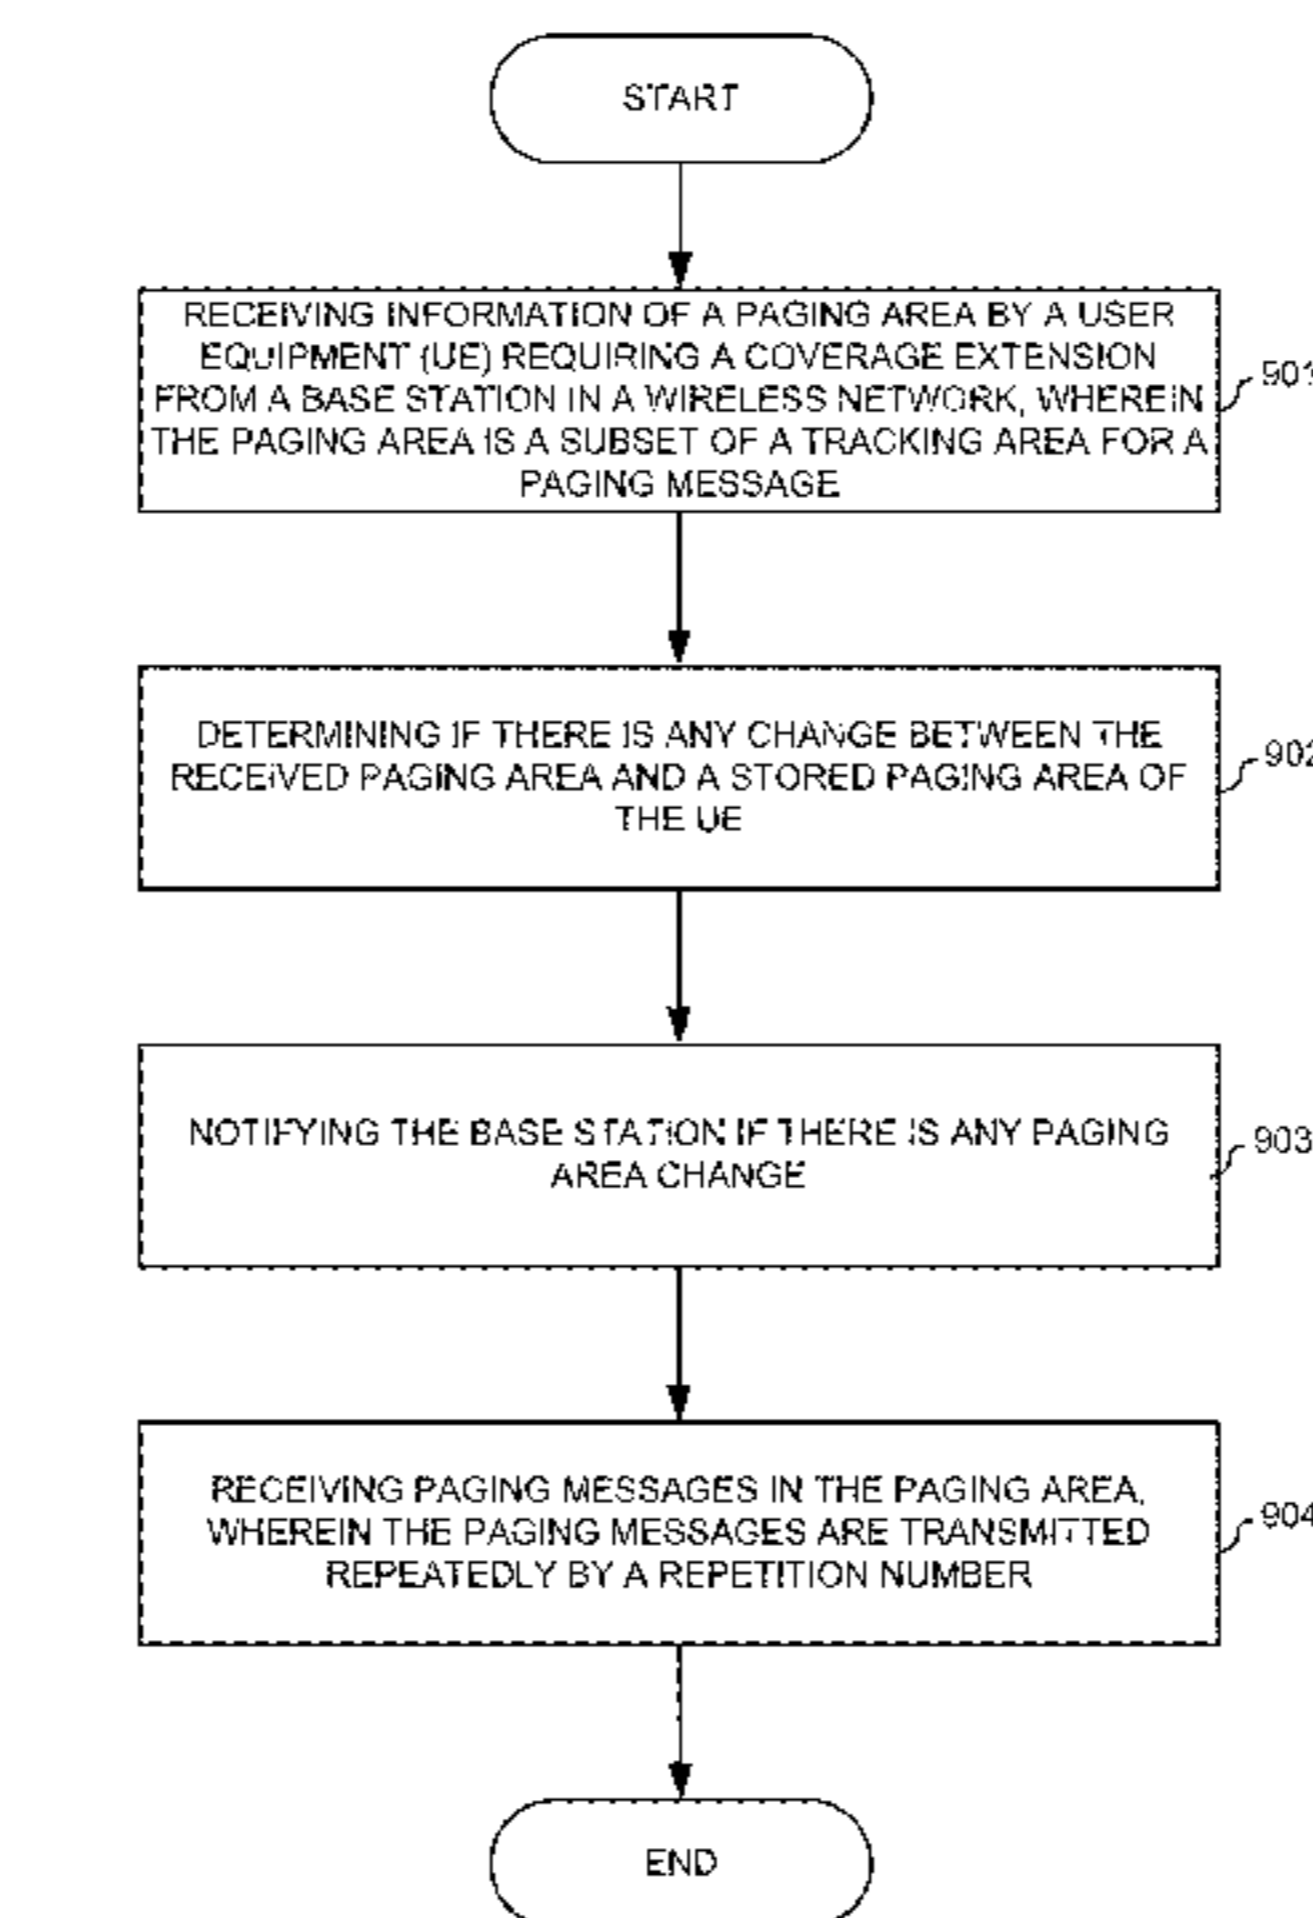 START
RECEIVING INFORMATION OF A PAGING AREA BY A USER
EQUIPMENT (UE) REQUIRING A COVERAGE EXTENSION
FROM A BASE STATION IN A WIRELESS NETWORK, WHEREIN
THE PAGING AREA IS A SUBSET OF A TRACKING AREA FOR A
PAGING MESSAGE
901
DETERMINING IF THERE IS ANY CHANGE BETWEEN THE
RECEIVED PAGING AREA AND A STORED PAGING AREA OF
THE UE
902
NOTIFYING THE BASE STATION IF THERE IS ANY PAGING
AREA CHANGE
903
RECEIVING PAGING MESSAGES IN THE PAGING AREA,
WHEREIN THE PAGING MESSAGES ARE TRANSMITTED
REPEATEDLY BY A REPETITION NUMBER
904
END